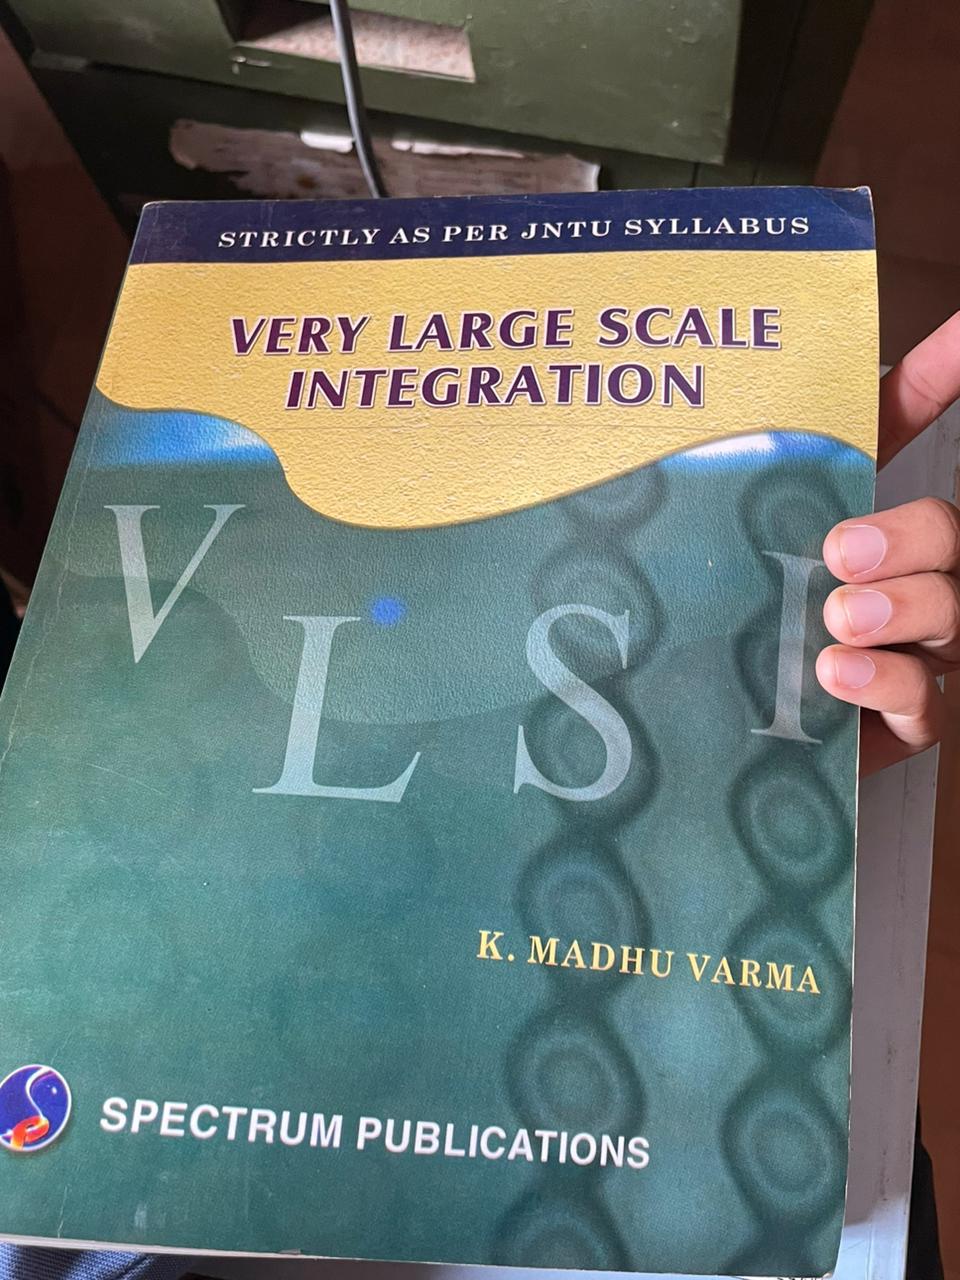 STRICTLY AS PER JNTU SYLLABUS
VERY LARGE SCALE
INTEGRATION
V L S I
K. MADHU VARMA
SPECTRUM PUBLICATIONS